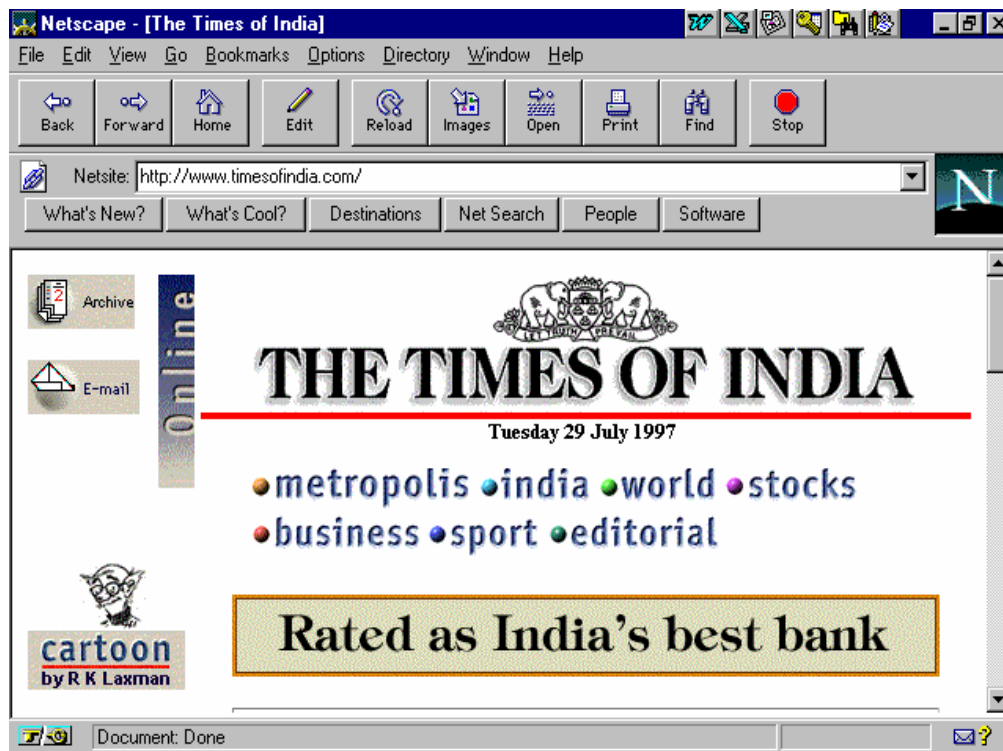 Netscape - [The Times of India]
File Edit View Go Bookmarks Options Directory Window Help
Back Forward Home Edit Reload Images Open Print Find Stop
Netsite: http://www.timesofindia.com/
N
What's New? What's Cool? Destinations Net Search People Software
Archive
E-mail
online
LET TRUTH PREVAIL
THE TIMES OF INDIA
Tuesday 29 July 1997
metropolis india world stocks
business sport editorial
cartoon
by R K Laxman
Rated as India's best bank
Document: Done